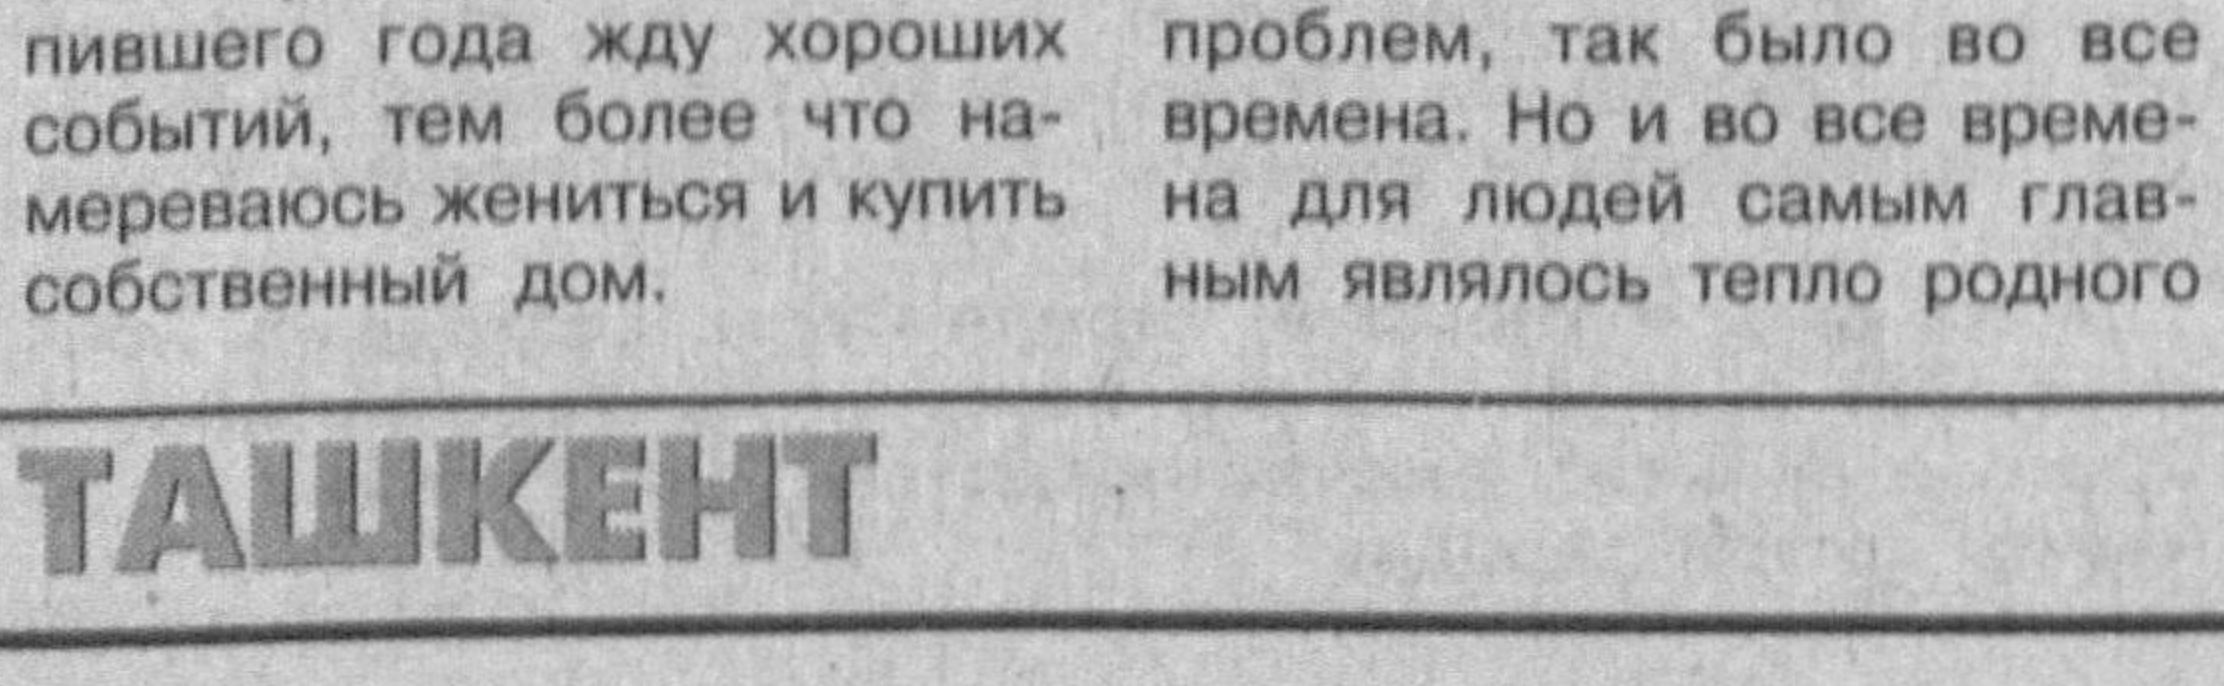 пившего года жду хороших
событий, тем более что на-
мереваюсь жениться и купить
собственный дом.
проблем, так было во все
времена. Но и во все време-
на для людей самым глав-
ным являлось тепло родного
ТАШКЕНТ